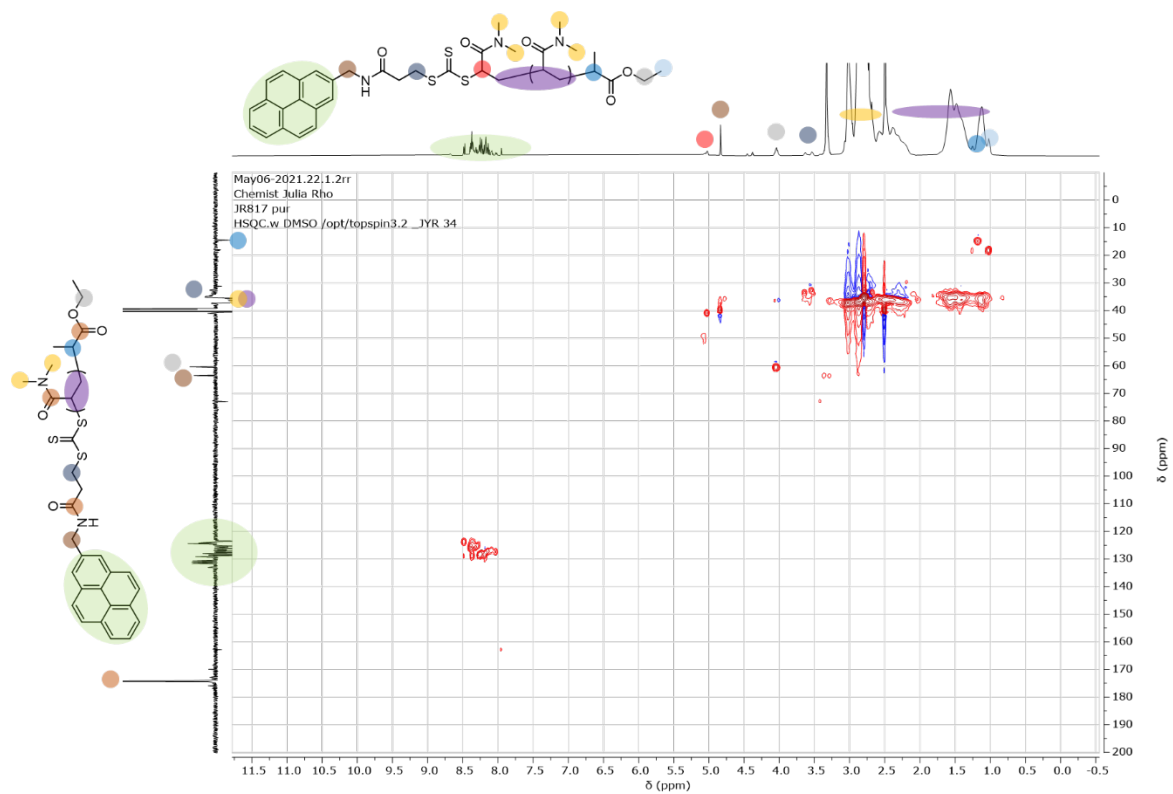 O
N
O
N
O
N
H
S
S
S
O
O
May06-2021.22.1.2rr
Chemist Julia Rho
JR817 pur
HSQC.w DMSO /opt/topspin3.2 _JYR 34
O
O
N
O
S
S
S
O
N
H
0
10
20
30
40
50
60
70
80
90
100
110
120
130
140
150
160
170
180
190
200
δ (ppm)
11.5 11.0 10.5 10.0 9.5 9.0 8.5 8.0 7.5 7.0 6.5 6.0 5.5 5.0 4.5 4.0 3.5 3.0 2.5 2.0 1.5 1.0 0.5 0.0 -0.5
δ (ppm)